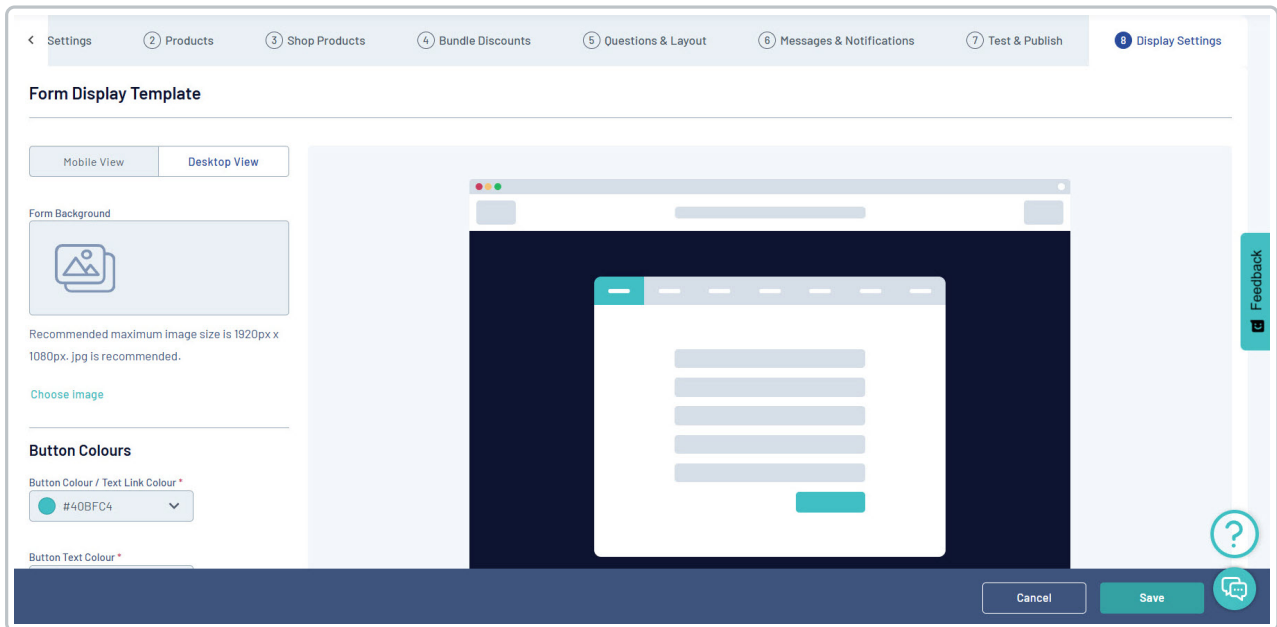 Settings
2 Products
3 Shop Products
4 Bundle Discounts
5 Questions & Layout
6 Messages & Notifications
7 Test & Publish
8 Display Settings
Form Display Template
Mobile View
Desktop View
Form Background
Recommended maximum image size is 1920px x
1080px. jpg is recommended.
Choose image
Button Colours
Button Colour / Text Link Colour *
#40BFC4
Button Text Colour *
Feedback
?
Cancel
Save